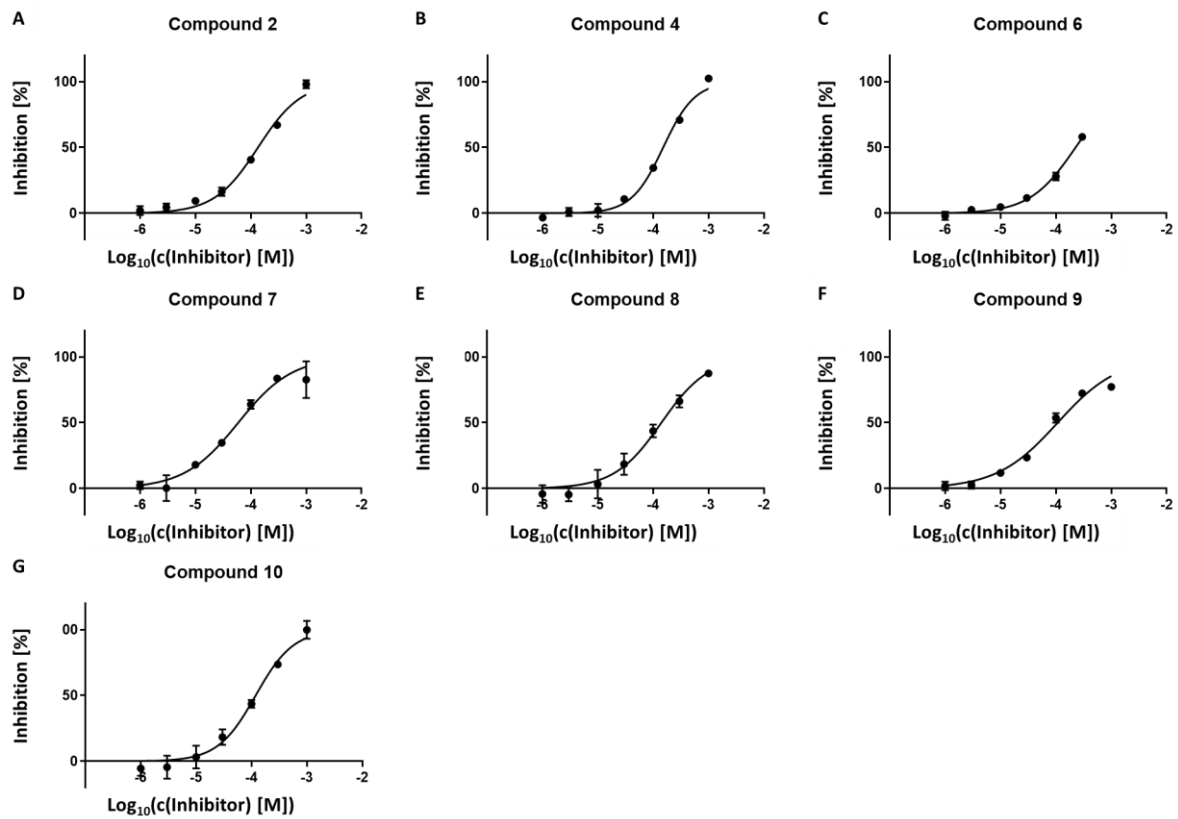 A
Compound 2
Inhibition [%]
100
50
0
-6 -5 -4 -3 -2
Log₁₀(c(Inhibitor) [M])
B
Compound 4
Inhibition [%]
100
50
0
-6 -5 -4 -3 -2
Log₁₀(c(Inhibitor) [M])
C
Compound 6
Inhibition [%]
100
50
0
-6 -5 -4 -3 -2
Log₁₀(c(Inhibitor) [M])
D
Compound 7
Inhibition [%]
100
50
0
-6 -5 -4 -3 -2
Log₁₀(c(Inhibitor) [M])
E
Compound 8
Inhibition [%]
00
50
0
-6 -5 -4 -3 -2
Log₁₀(c(Inhibitor) [M])
F
Compound 9
Inhibition [%]
100
50
0
-6 -5 -4 -3 -2
Log₁₀(c(Inhibitor) [M])
G
Compound 10
Inhibition [%]
00
50
0
-6 -5 -4 -3 -2
Log₁₀(c(Inhibitor) [M])